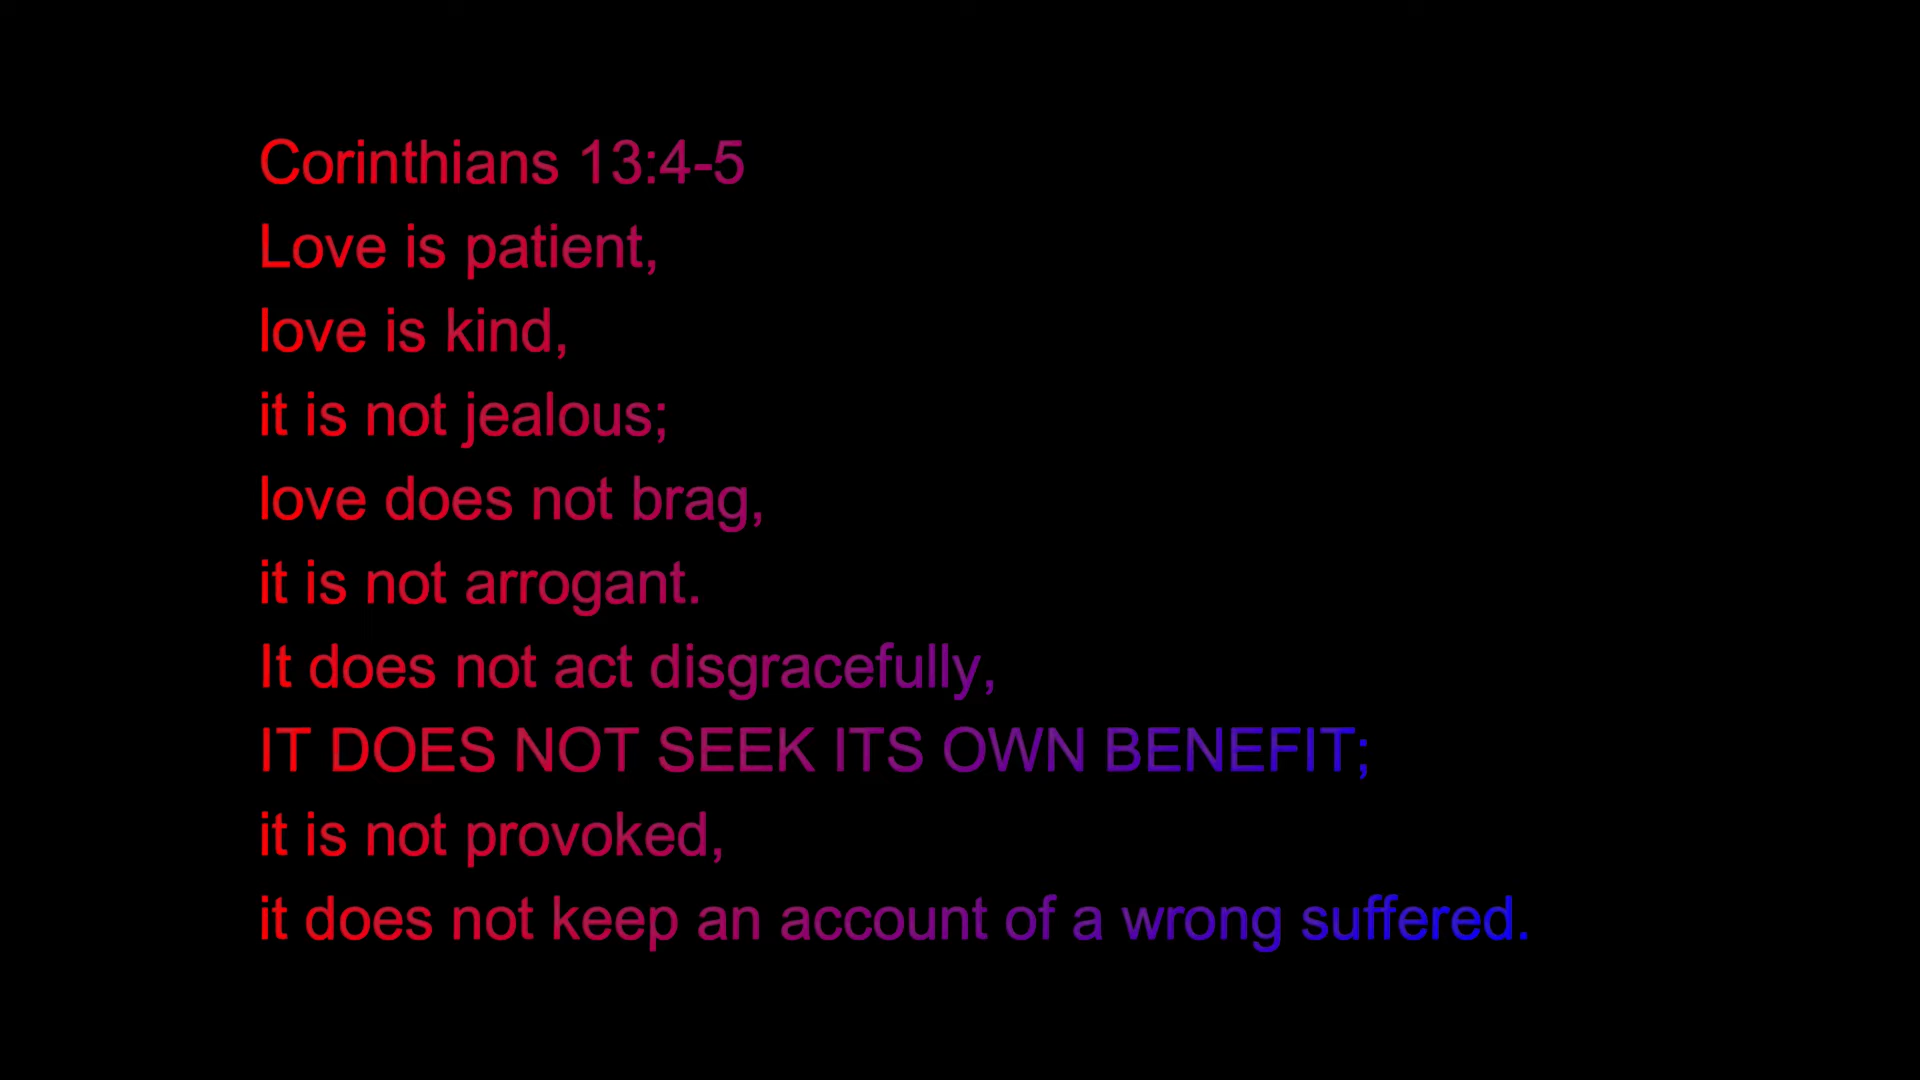 Corinthians 13:4-5
Love is patient,
love is kind,
it is not jealous;
love does not brag,
it is not arrogant.
It does not act disgracefully,
IT DOES NOT SEEK ITS OWN BENEFIT;
it is not provoked,
it does not keep an account of a wrong suffered.